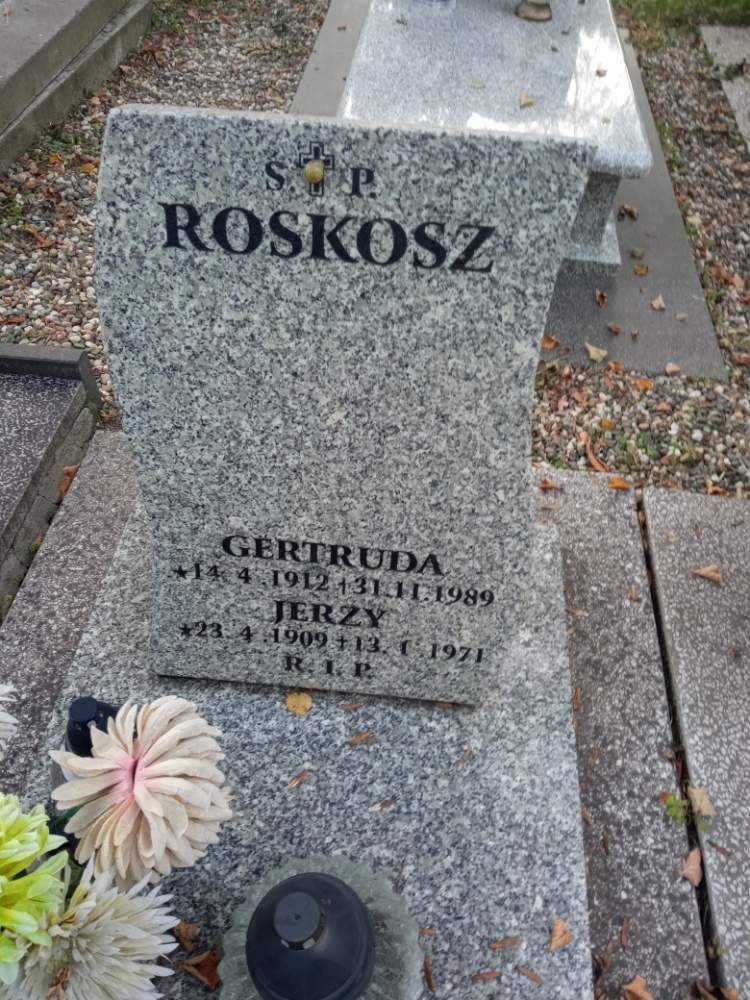 S. P.
ROSKOSZ
GERTRUDA
★14. 4 .1912 +31.11.1989
JERZY
★23. 4 .1909 +13. 1 .1971
R. I. P.